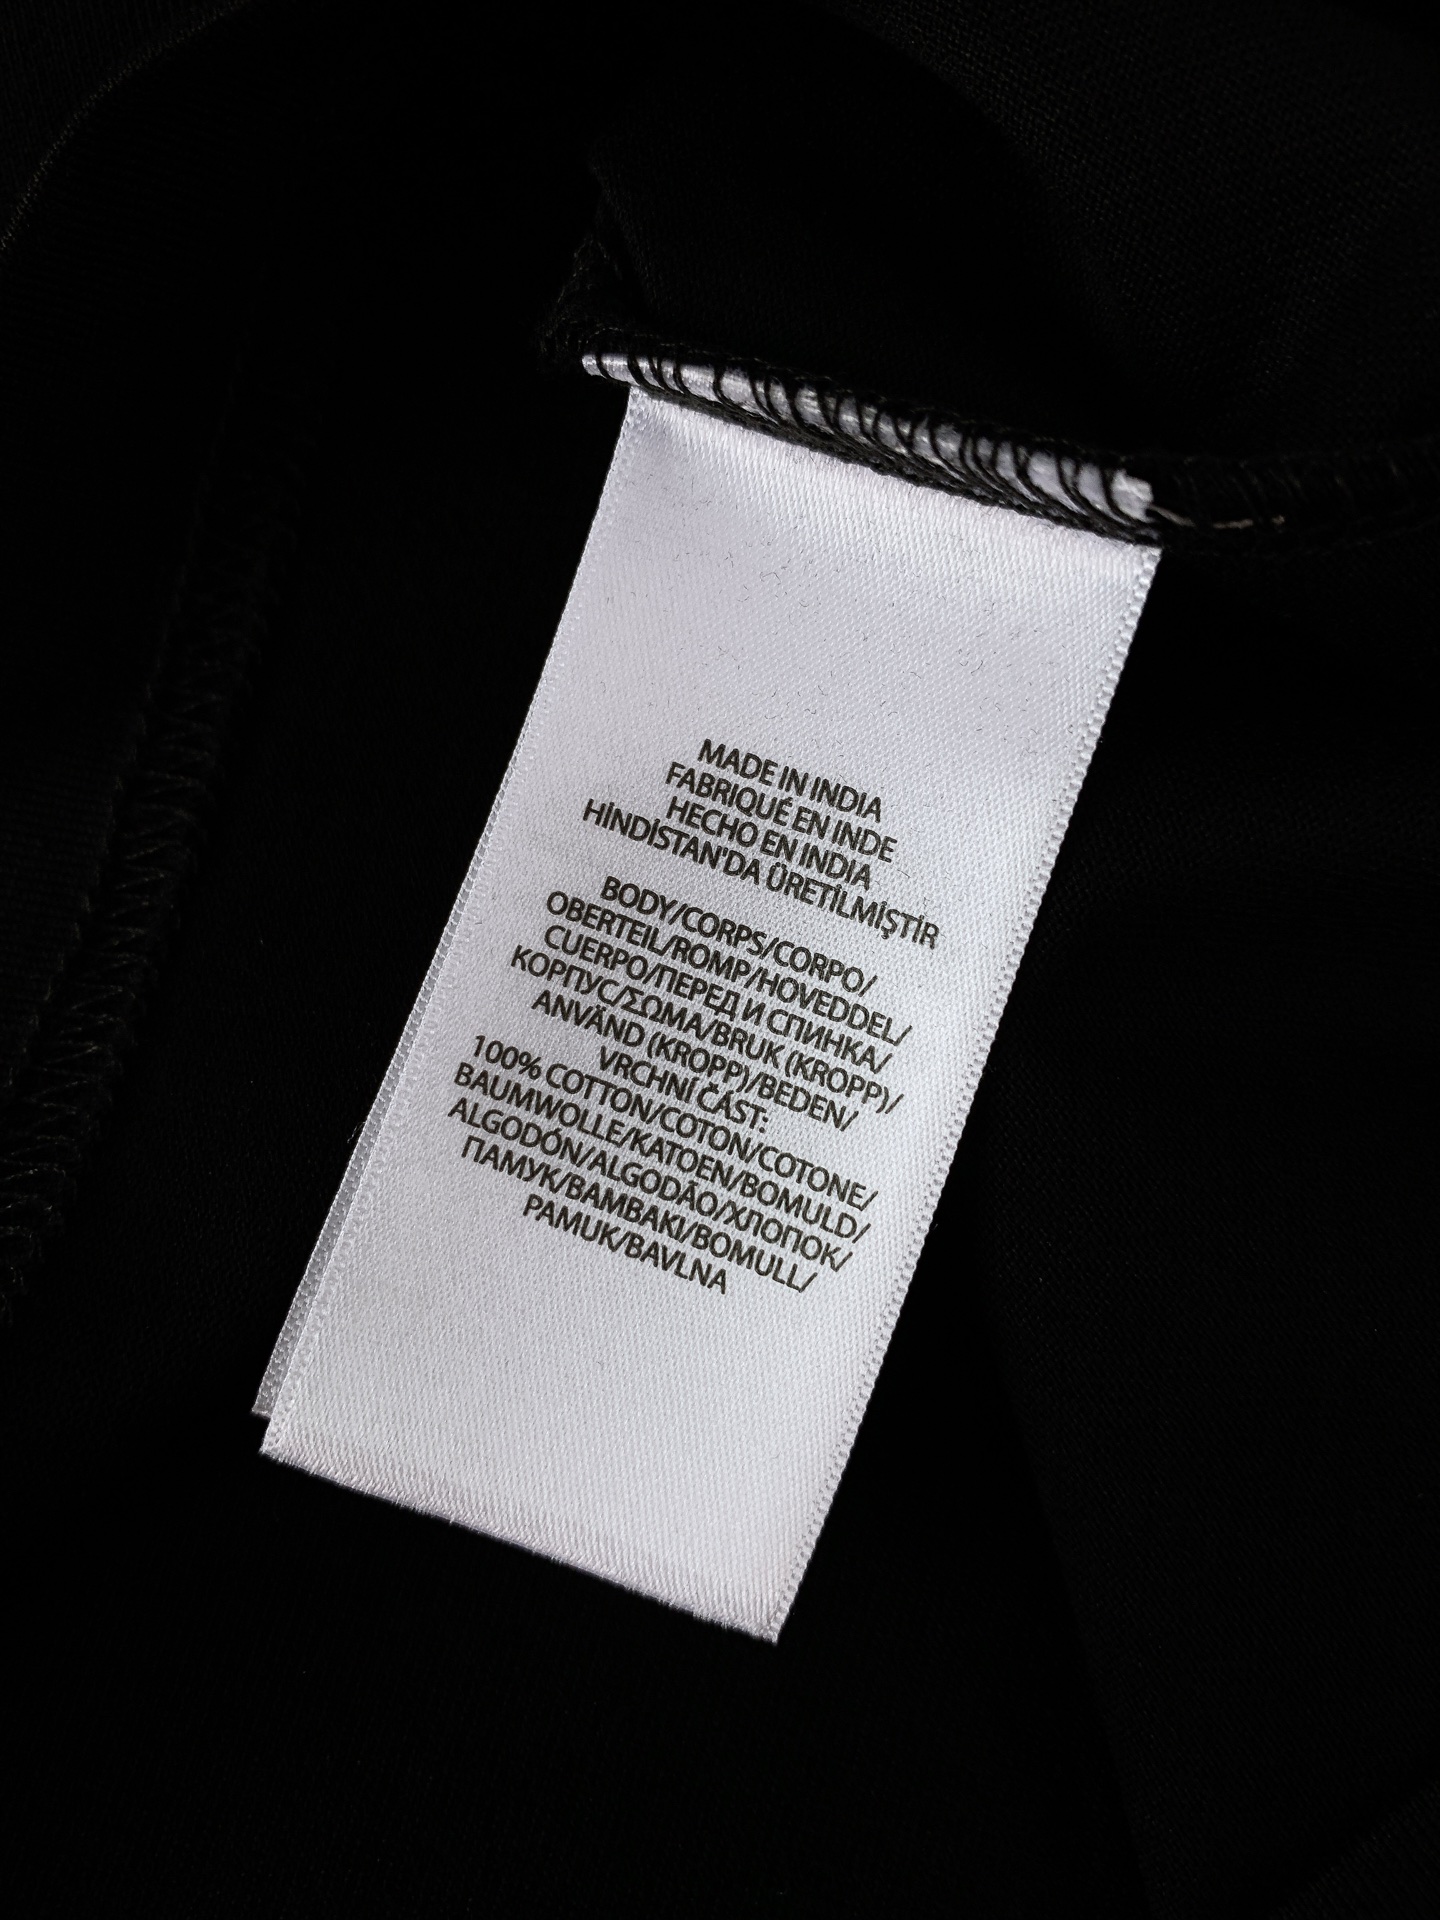 MADE IN INDIA
FABRIQUÉ EN INDE
HECHO EN INDIA
HİNDİSTAN'DA ÜRETİLMİŞTİR
BODY/CORPS/CORPO/
OBERTEIL/ROMP/HOVEDDEL/
CUERPO/ПЕРЕД И СПИНКА/
КОРПУС/ΣΩΜΑ/BRUK (KROPP)/
ANVÄND (KROPP)/BEDEN/
VRCHNÍ ČÁST:
100% COTTON/COTON/COTONE/
BAUMWOLLE/KATOEN/BOMULD/
ALGODÓN/ALGODÃO/ХЛОПОК/
ПАМУК/BAMBAKI/BOMULL/
PAMUK/BAVLNA